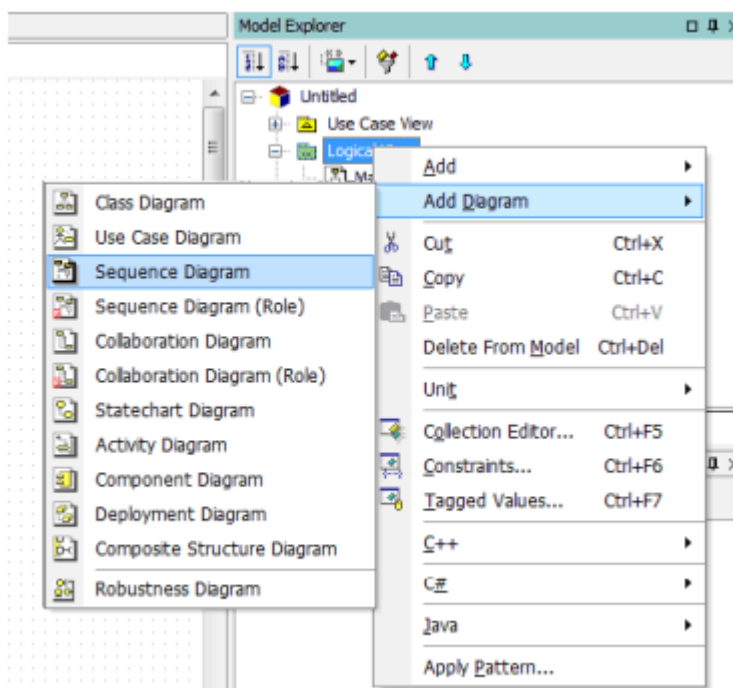 Model Explorer
Untitled
Use Case View
Logical
Ma
Add
Add Diagram
Cut Ctrl+X
Copy Ctrl+C
Paste Ctrl+V
Delete From Model Ctrl+Del
Unit
Collection Editor... Ctrl+F5
Constraints... Ctrl+F6
Tagged Values... Ctrl+F7
C++
C#
Java
Apply Pattern...
Class Diagram
Use Case Diagram
Sequence Diagram
Sequence Diagram (Role)
Collaboration Diagram
Collaboration Diagram (Role)
Statechart Diagram
Activity Diagram
Component Diagram
Deployment Diagram
Composite Structure Diagram
Robustness Diagram